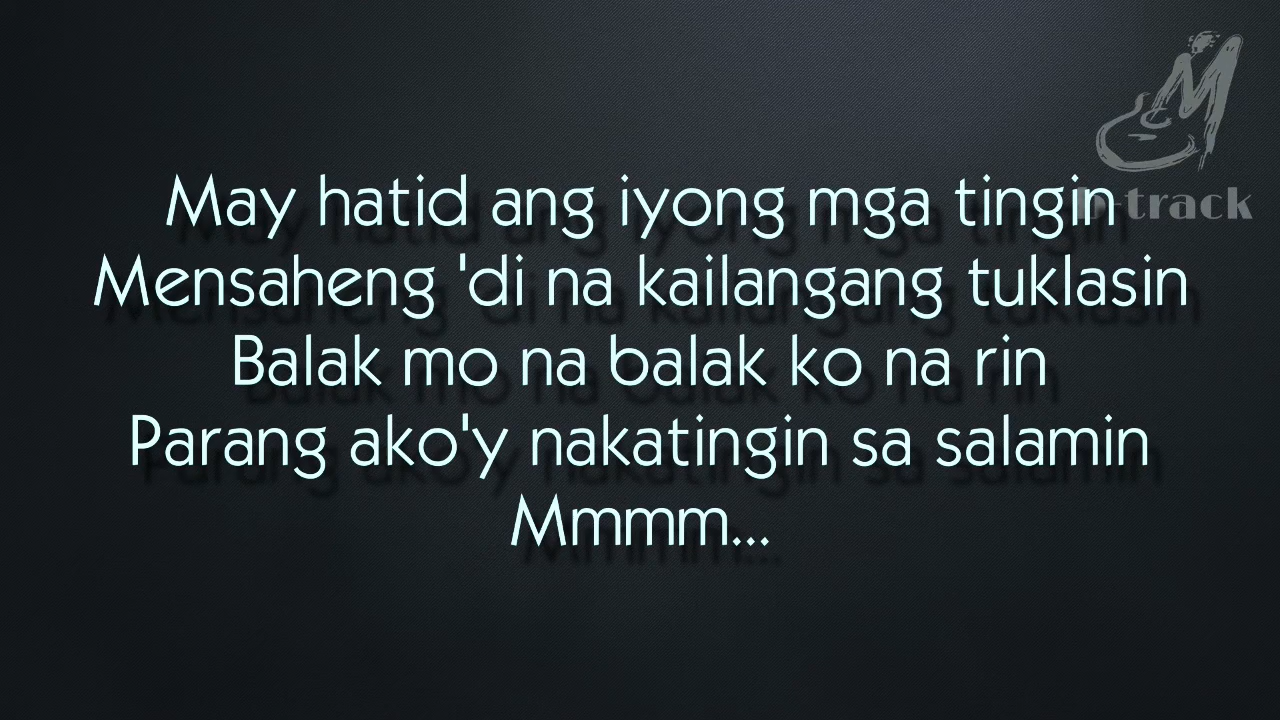 May hatid ang iyong mga tingin
Mensaheng 'di na kailangang tuklasin
Balak mo na balak ko na rin
Parang ako'y nakatingin sa salamin
Mmmm...
M
b-track